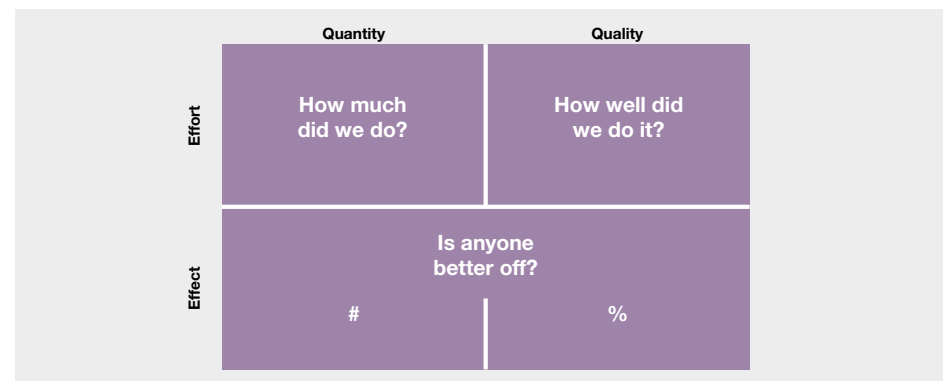 Quantity
Quality
Effort
How much
did we do?
How well did
we do it?
Effect
Is anyone
better off?
#
%